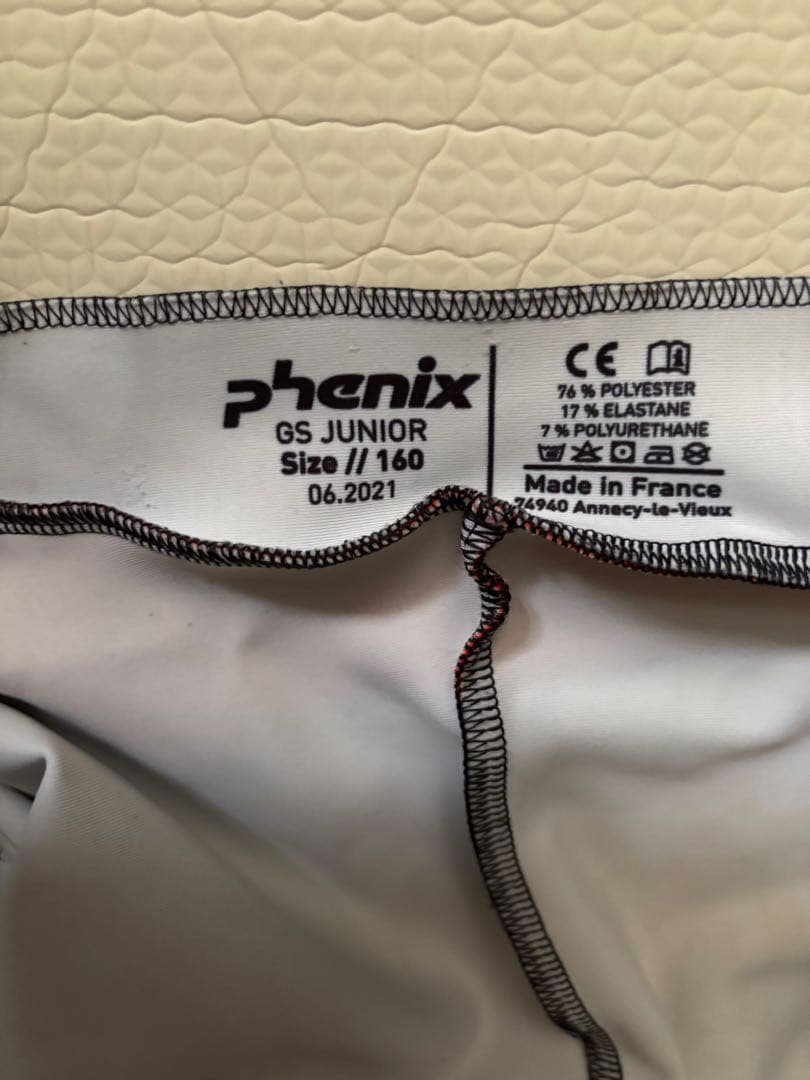 phenix
GS JUNIOR
Size // 160
06.2021
CE
76 % POLYESTER
17 % ELASTANE
7 % POLYURETHANE
Made in France
74940 Annecy-le-Vieux